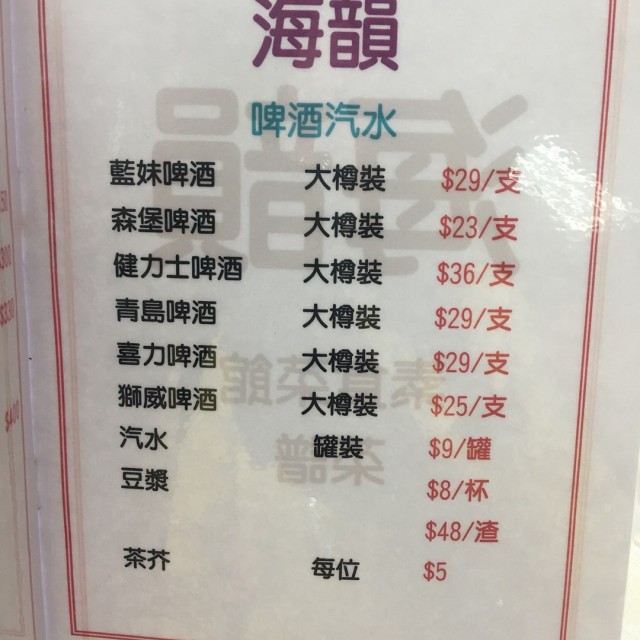 海韻
啤酒汽水
藍妹啤酒 大樽裝 $29/支
森堡啤酒 大樽裝 $23/支
健力士啤酒 大樽裝 $36/支
青島啤酒 大樽裝 $29/支
喜力啤酒 大樽裝 $29/支
獅威啤酒 大樽裝 $25/支
汽水 罐裝 $9/罐
豆漿 $8/杯
$48/渣
茶芥 每位 $5